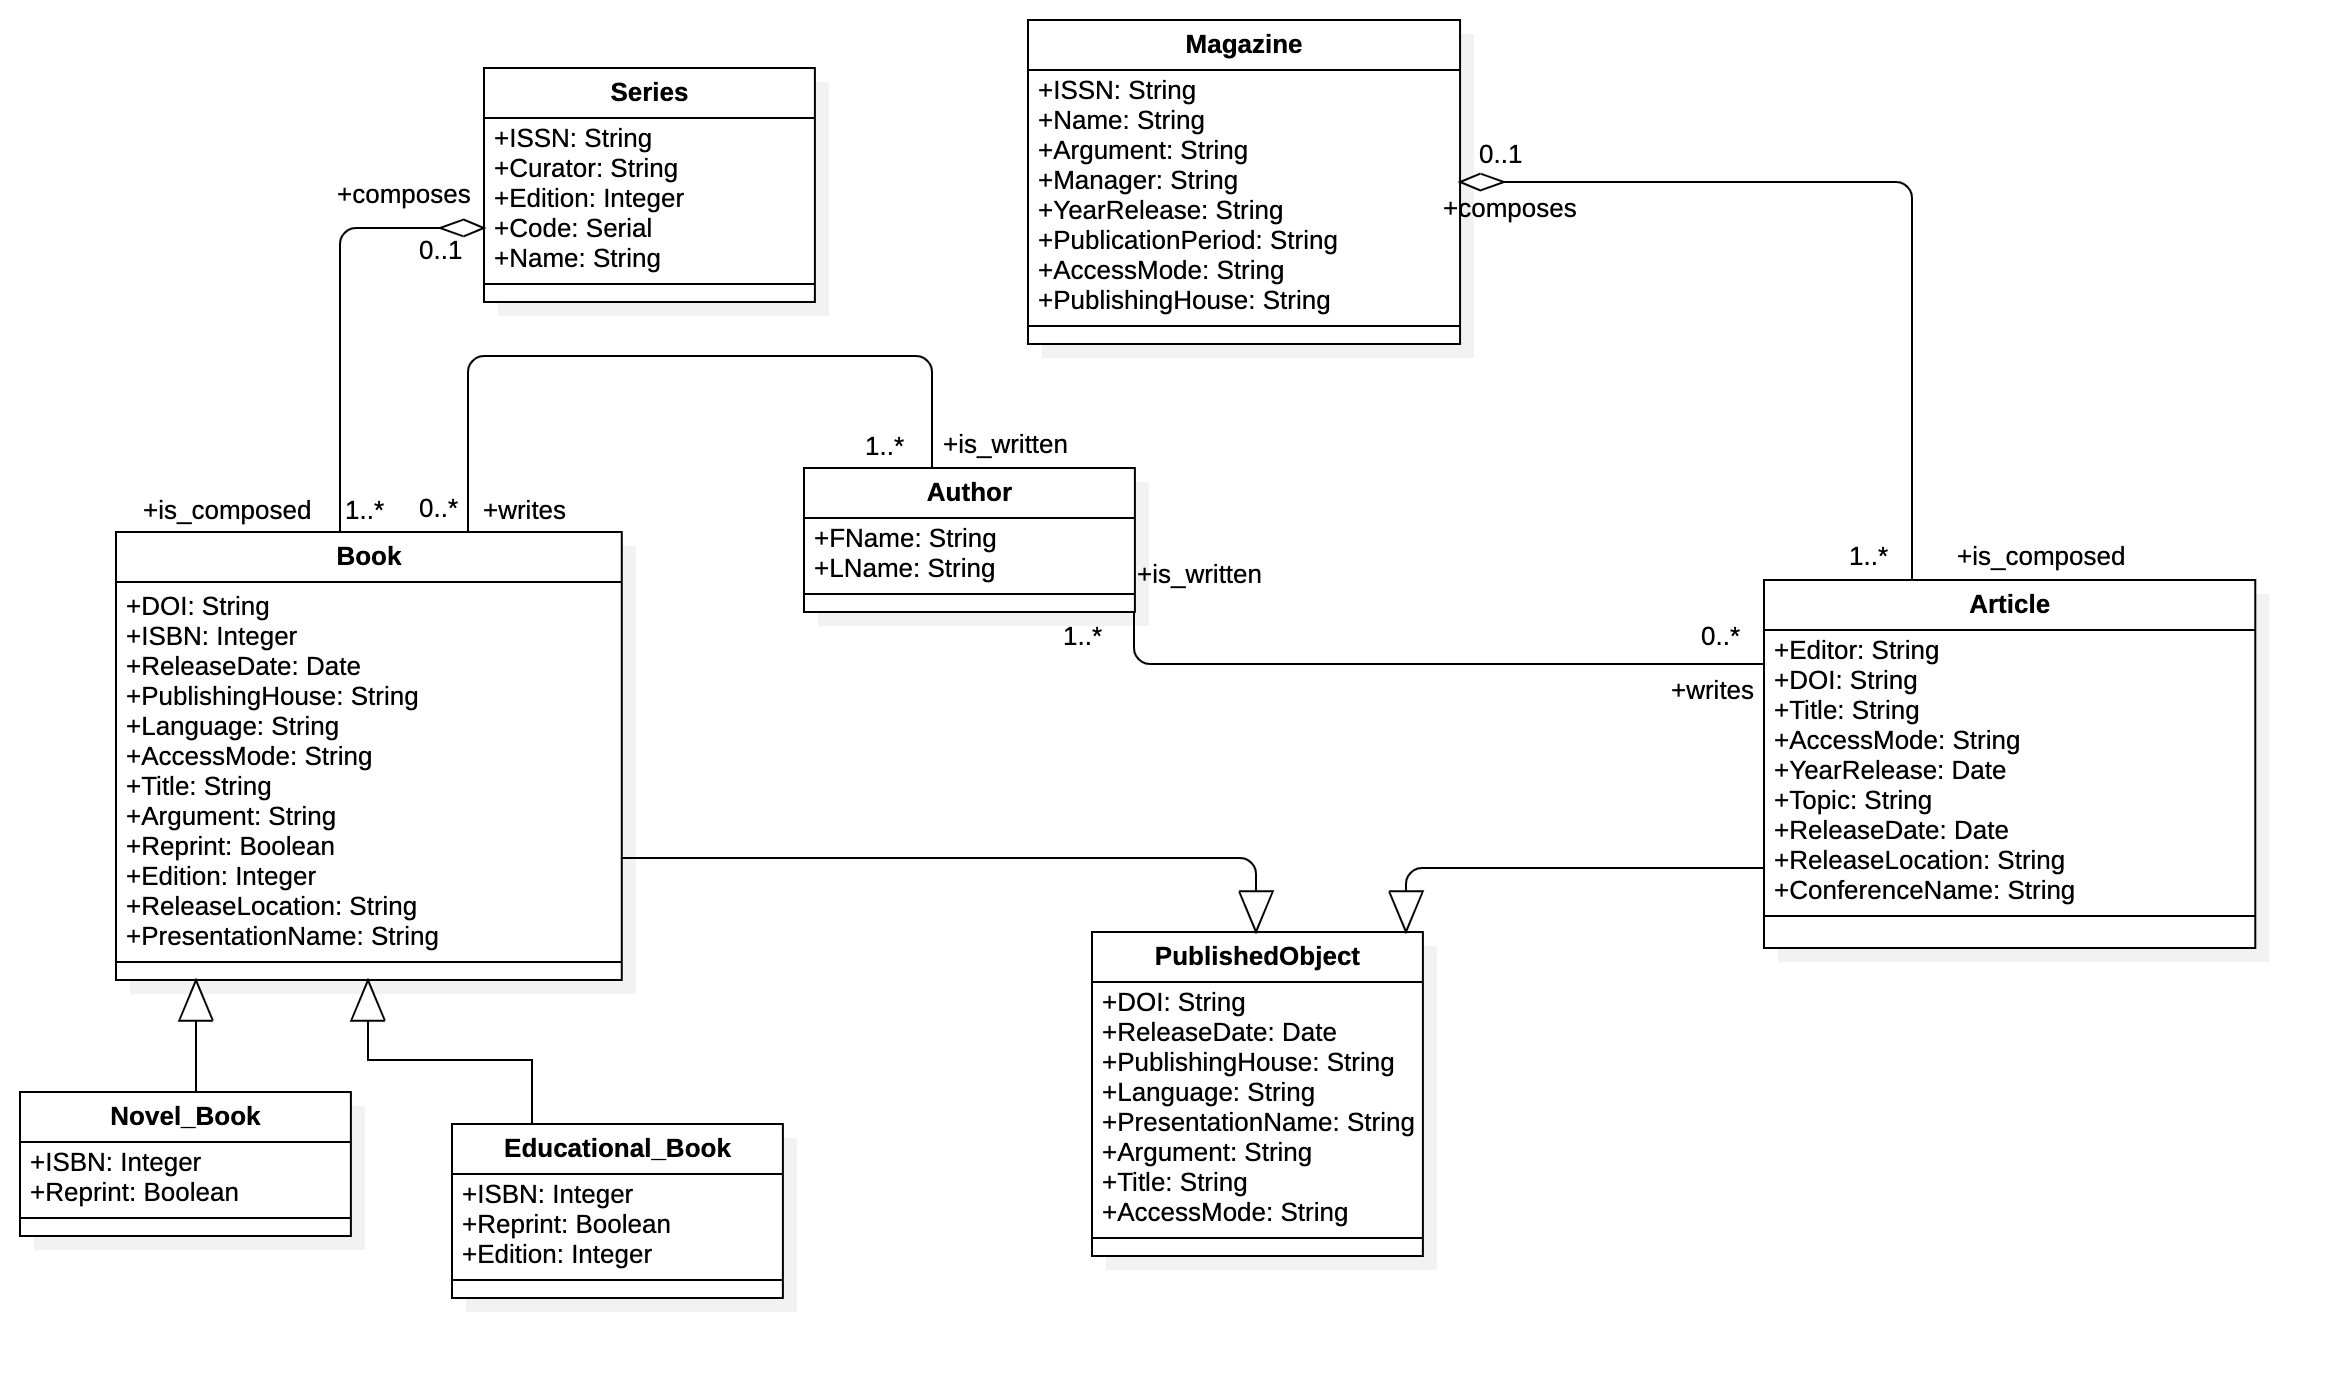 Magazine
+ISSN: String
+Name: String
+Argument: String
+Manager: String
+YearRelease: String
+PublicationPeriod: String
+AccessMode: String
+PublishingHouse: String
0..1
+composes
Series
+ISSN: String
+Curator: String
+Edition: Integer
+Code: Serial
+Name: String
+composes
0..1
1..*
+is_written
Author
+FName: String
+LName: String
+is_written
1..*
0..*
+writes
+is_composed
1..*
0..*
+writes
Book
+DOI: String
+ISBN: Integer
+ReleaseDate: Date
+PublishingHouse: String
+Language: String
+AccessMode: String
+Title: String
+Argument: String
+Reprint: Boolean
+Edition: Integer
+ReleaseLocation: String
+PresentationName: String
1..*
+is_composed
Article
+Editor: String
+DOI: String
+Title: String
+AccessMode: String
+YearRelease: Date
+Topic: String
+ReleaseDate: Date
+ReleaseLocation: String
+ConferenceName: String
PublishedObject
+DOI: String
+ReleaseDate: Date
+PublishingHouse: String
+Language: String
+PresentationName: String
+Argument: String
+Title: String
+AccessMode: String
Novel_Book
+ISBN: Integer
+Reprint: Boolean
Educational_Book
+ISBN: Integer
+Reprint: Boolean
+Edition: Integer